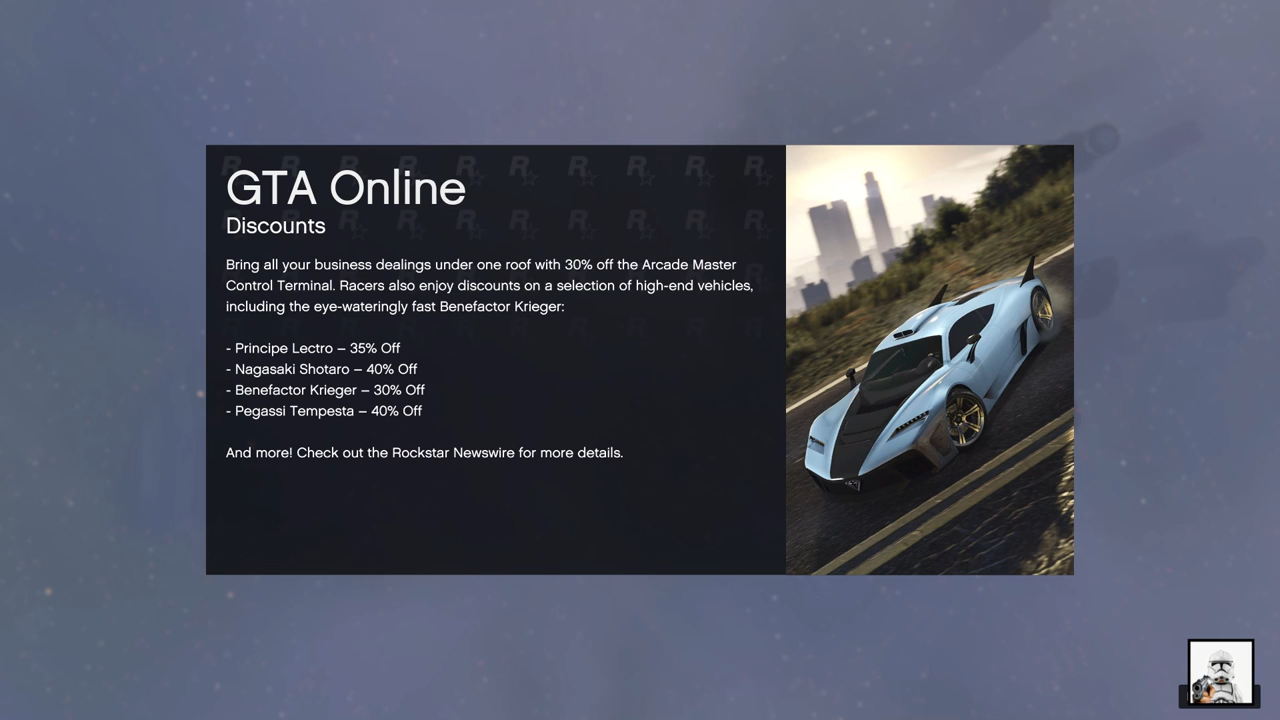 GTA Online
Discounts
Bring all your business dealings under one roof with 30% off the Arcade Master
Control Terminal. Racers also enjoy discounts on a selection of high-end vehicles,
including the eye-wateringly fast Benefactor Krieger:
- Principe Lectro – 35% Off
- Nagasaki Shotaro – 40% Off
- Benefactor Krieger – 30% Off
- Pegassi Tempesta – 40% Off
And more! Check out the Rockstar Newswire for more details.